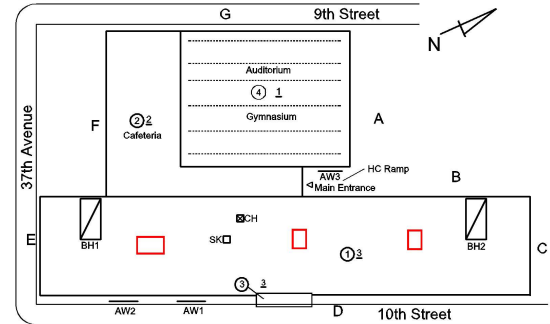 G 9th Street
N
37th Avenue
Auditorium
4 1
2 2
Gymnasium
A
F
Cafeteria
HC Ramp
AW3
Main Entrance
B
CH
E
BH1
SK
1 3
BH2
C
3 3
AW2
AW1
D
10th Street